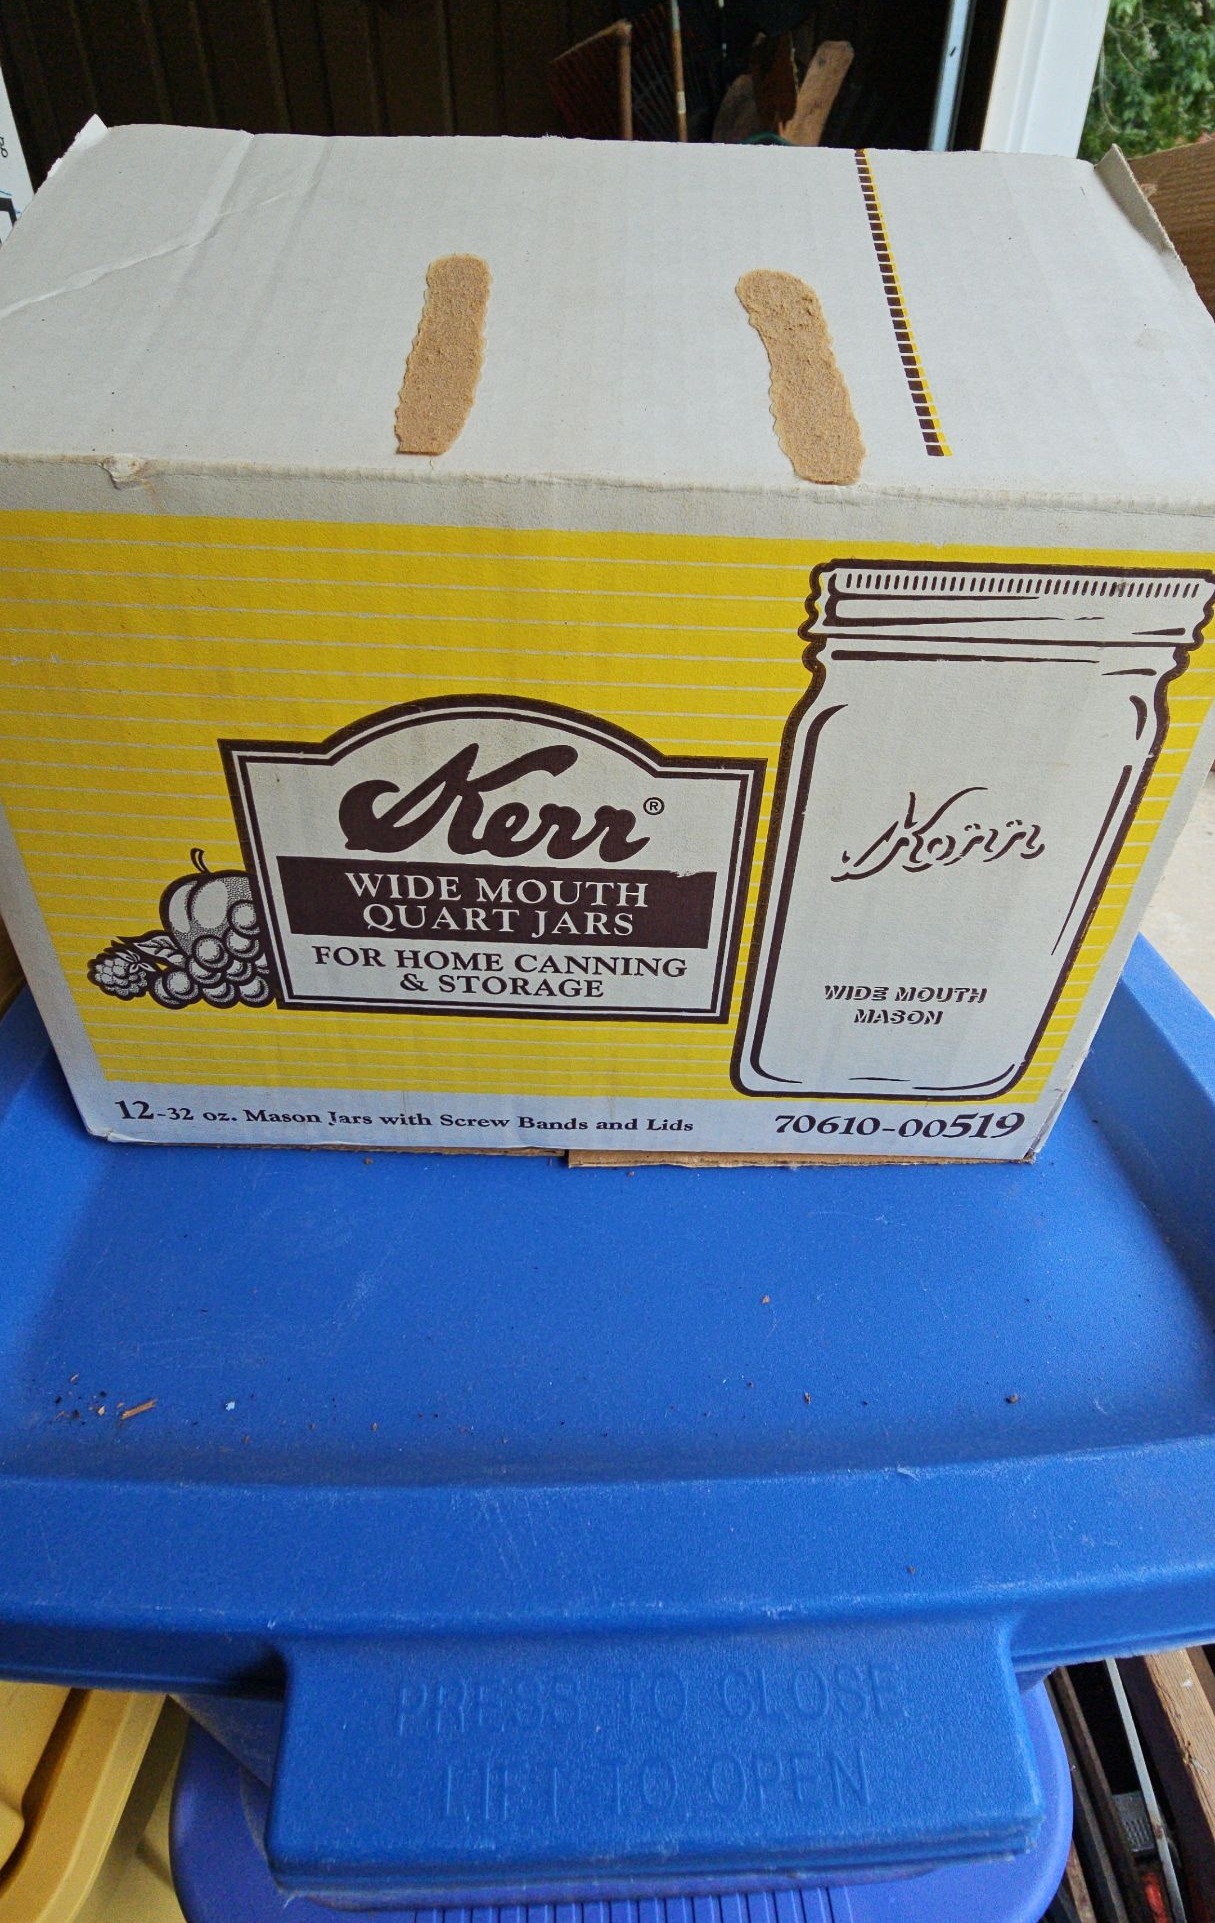 Kerr®
WIDE MOUTH
QUART JARS
FOR HOME CANNING
& STORAGE
Kerr
WIDE MOUTH
MASON
12-32 oz. Mason Jars with Screw Bands and Lids
70610-00519
PRESS TO CLOSE
LIFT TO OPEN